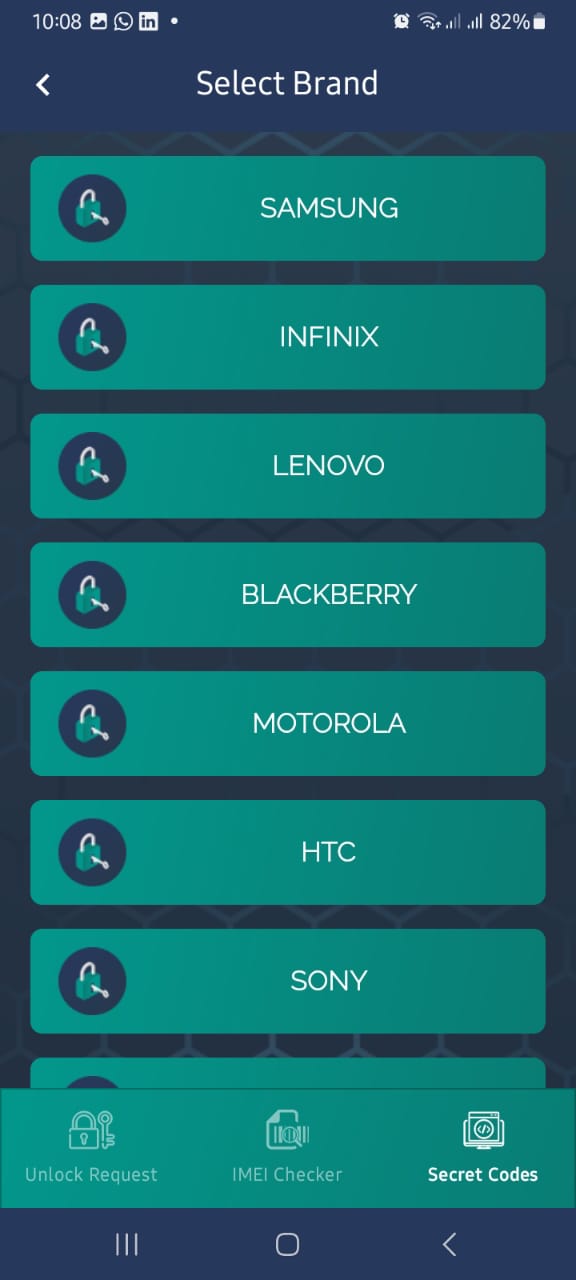 10:08 82%
Select Brand
SAMSUNG
INFINIX
LENOVO
BLACKBERRY
MOTOROLA
HTC
SONY
Unlock Request IMEI Checker Secret Codes